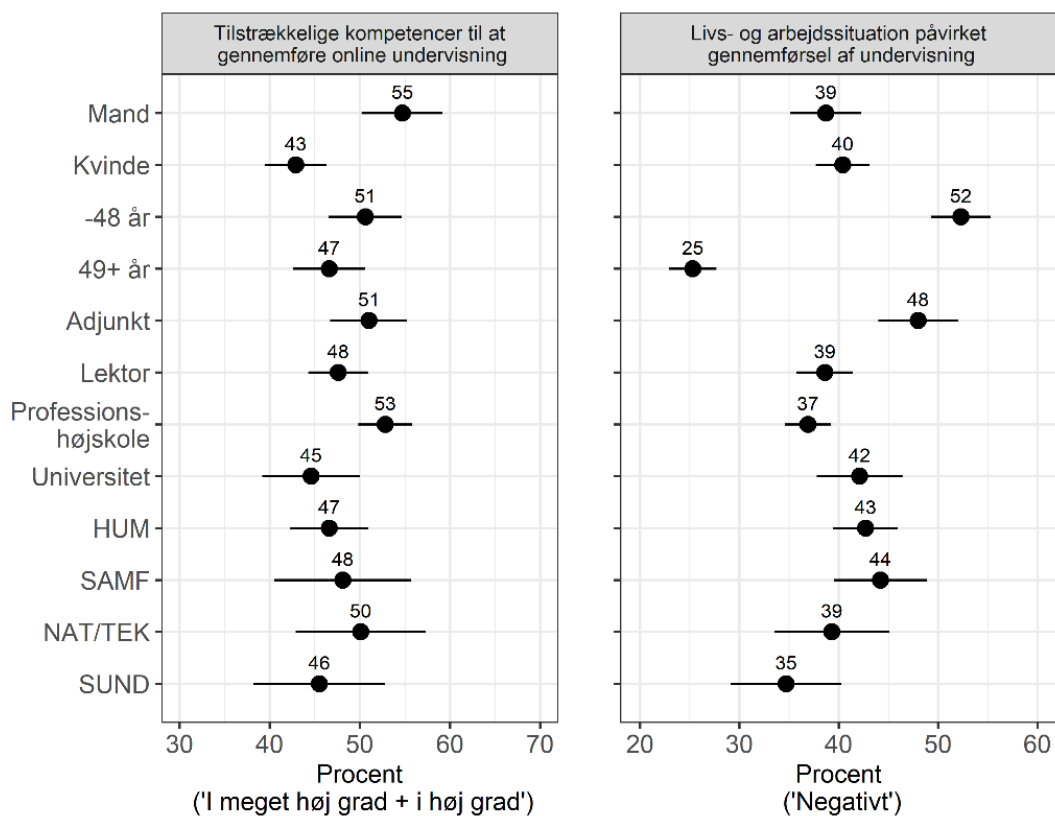 Tilstrækkelige kompetencer til at
gennemføre online undervisning
Livs- og arbejdssituation påvirket
gennemførsel af undervisning
Mand
55
39
Kvinde
43
40
-48 år
51
52
49+ år
47
25
Adjunkt
51
48
Lektor
48
39
Professions-
højskole
53
37
Universitet
45
42
HUM
47
43
SAMF
48
44
NAT/TEK
50
39
SUND
46
35
30 40 50 60 70
20 30 40 50 60
Procent
('I meget høj grad + i høj grad')
Procent
('Negativt')